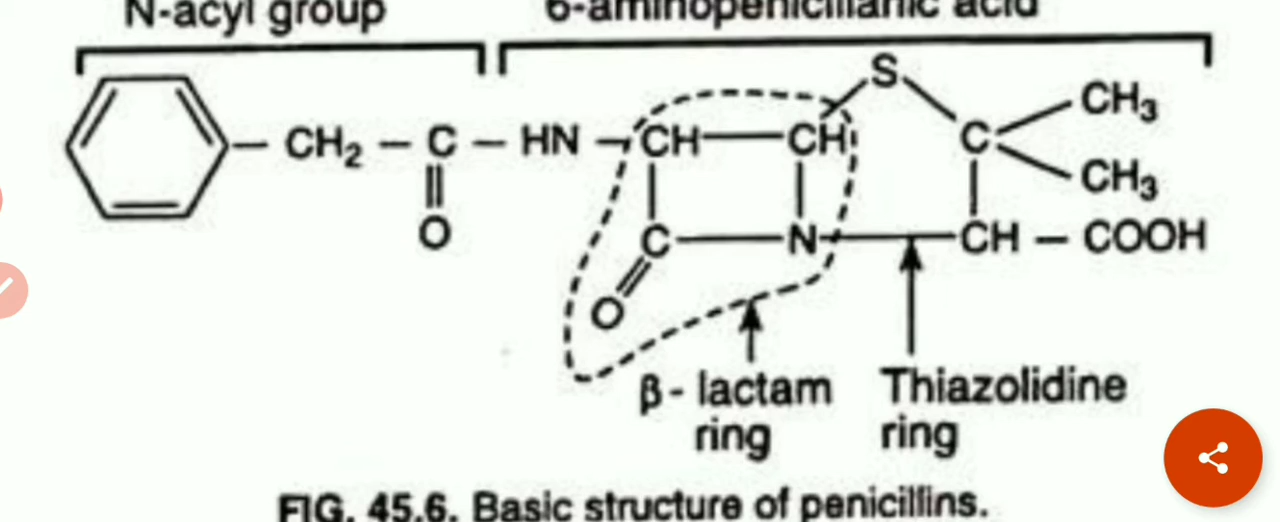 N-acyl group 6-aminopenicillanic acid
S
CH3
CH2 – C – HN – CH CH C
CH3
O C N CH – COOH
O
β - lactam Thiazolidine
ring ring
FIG. 45.6. Basic structure of penicillins.